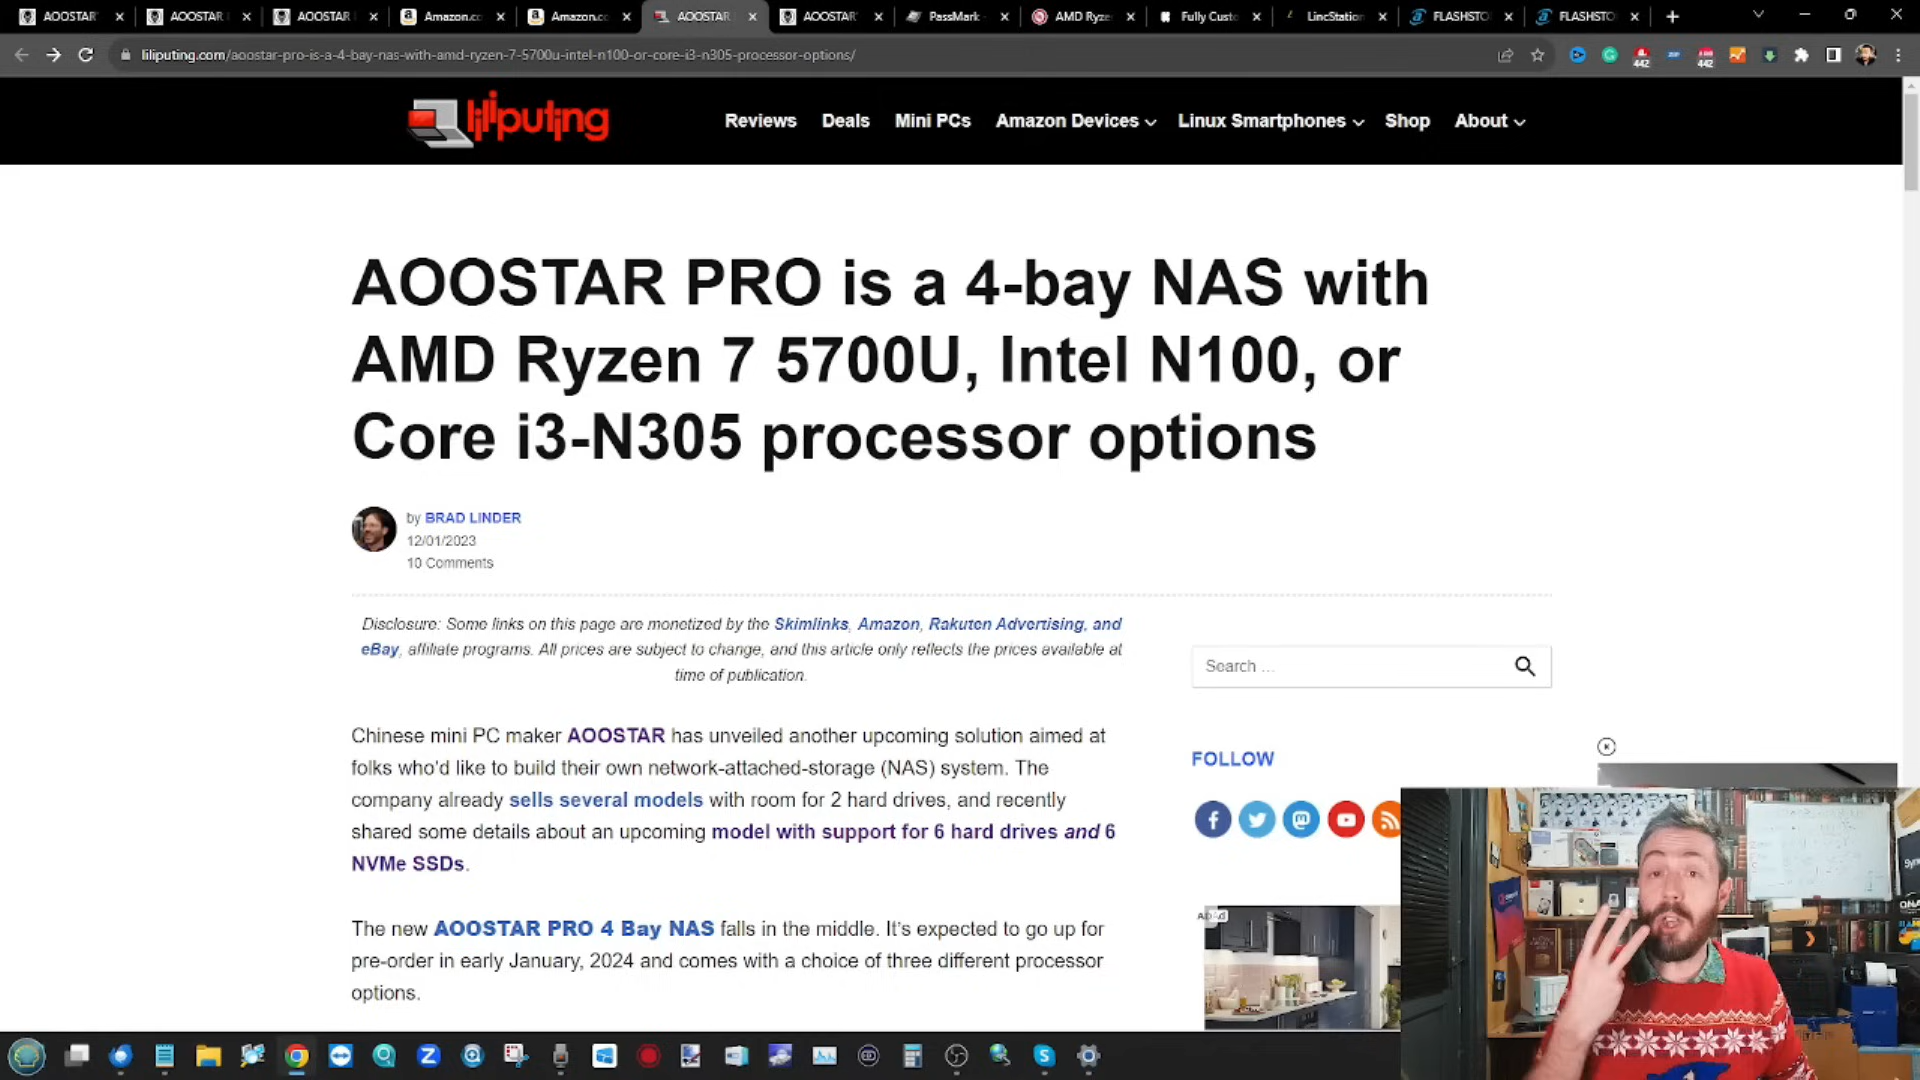 AOOSTAR
AOOSTAR
AOOSTAR
Amazon.co
Amazon.co
AOOSTAR
AOOSTAR
PassMark
AMD Ryze
Fully Custo
LincStation
FLASHSTO
FLASHSTO
liliputing.com/aoostar-pro-is-a-4-bay-nas-with-amd-ryzen-7-5700u-intel-n100-or-core-i3-n305-processor-options/
442
442
liliputing
Reviews
Deals
Mini PCs
Amazon Devices
Linux Smartphones
Shop
About
AOOSTAR PRO is a 4-bay NAS with
AMD Ryzen 7 5700U, Intel N100, or
Core i3-N305 processor options
by BRAD LINDER
12/01/2023
10 Comments
Disclosure: Some links on this page are monetized by the Skimlinks, Amazon, Rakuten Advertising, and
eBay, affiliate programs. All prices are subject to change, and this article only reflects the prices available at
time of publication.
Search ...
Chinese mini PC maker AOOSTAR has unveiled another upcoming solution aimed at
folks who'd like to build their own network-attached-storage (NAS) system. The
company already sells several models with room for 2 hard drives, and recently
shared some details about an upcoming model with support for 6 hard drives and 6
NVMe SSDs.
FOLLOW
The new AOOSTAR PRO 4 Bay NAS falls in the middle. It's expected to go up for
pre-order in early January, 2024 and comes with a choice of three different processor
options.